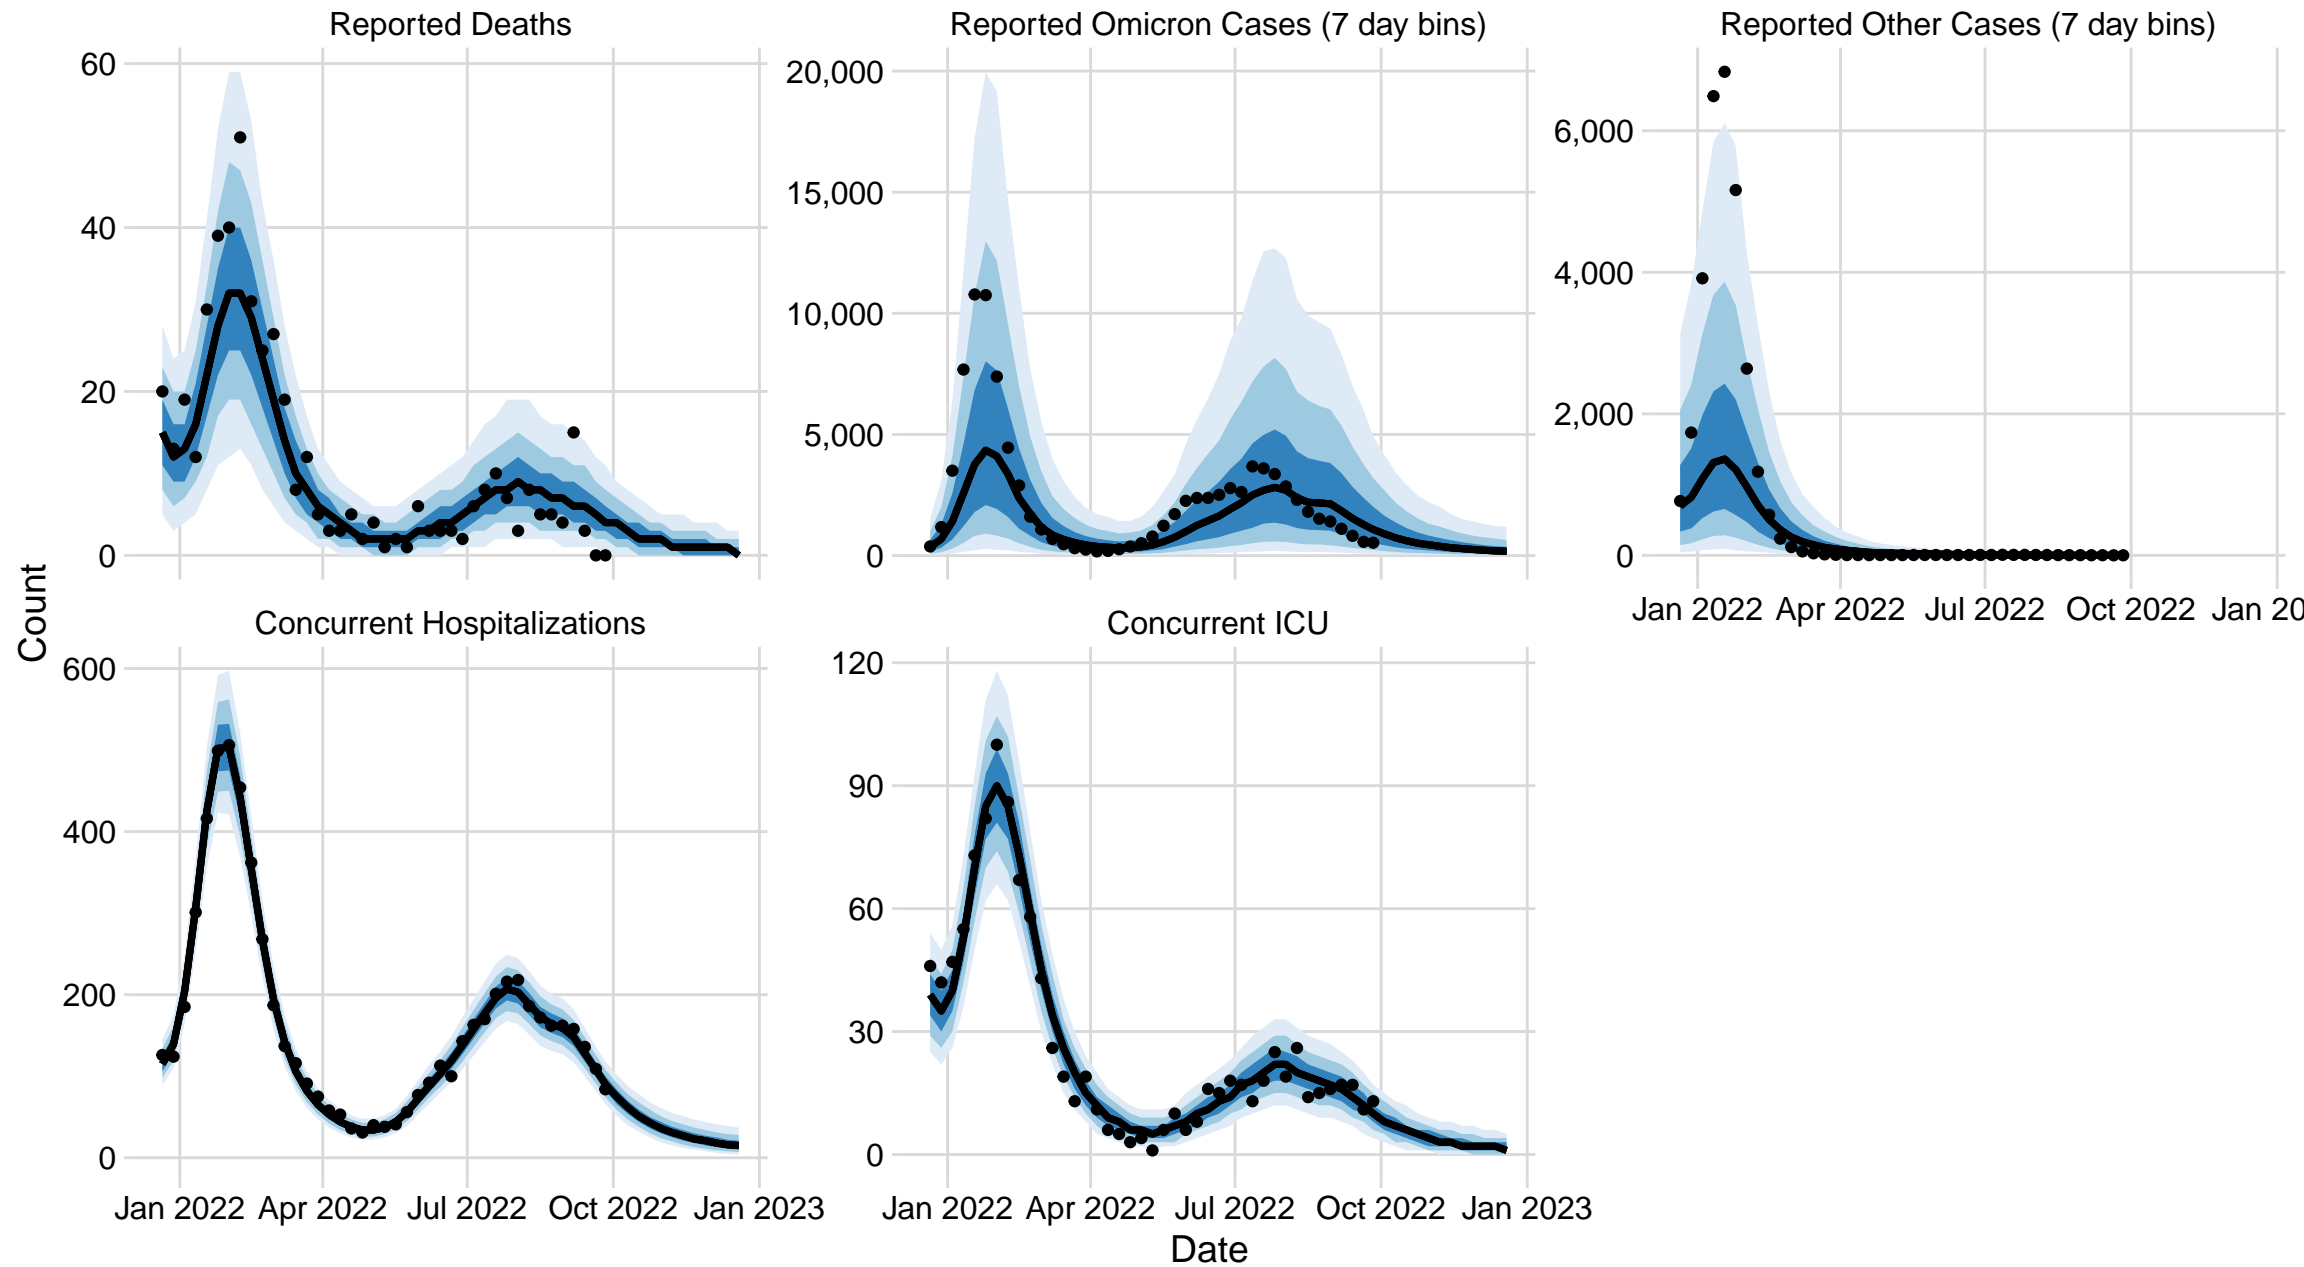 Reported Deaths
Reported Omicron Cases (7 day bins)
Reported Other Cases (7 day bins)
60
40
20
0
20,000
15,000
10,000
5,000
0
6,000
4,000
2,000
0
Jan 2022 Apr 2022 Jul 2022 Oct 2022 Jan 20
Count
Concurrent Hospitalizations
Concurrent ICU
600
400
200
0
120
90
60
30
0
Jan 2022 Apr 2022 Jul 2022 Oct 2022 Jan 2023
Jan 2022 Apr 2022 Jul 2022 Oct 2022 Jan 2023
Date